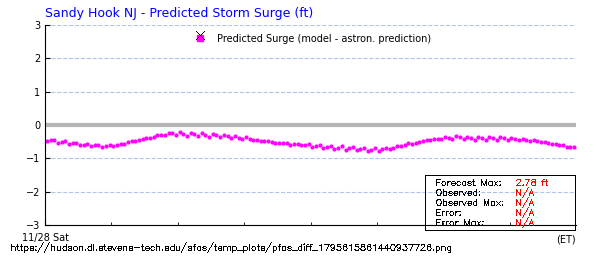 Sandy Hook NJ - Predicted Storm Surge (ft)
3
Predicted Surge (model - astron. prediction)
2
1
0
−1
−2
−3
Forecast Max: 2.78 ft
Observed: N/A
Observed Max: N/A
Error: N/A
Error Max: N/A
11/28 Sat
(ET)
https://hudson.dl.stevens-tech.edu/sfas/temp_plots/pfas_diff_1795615861440937726.png